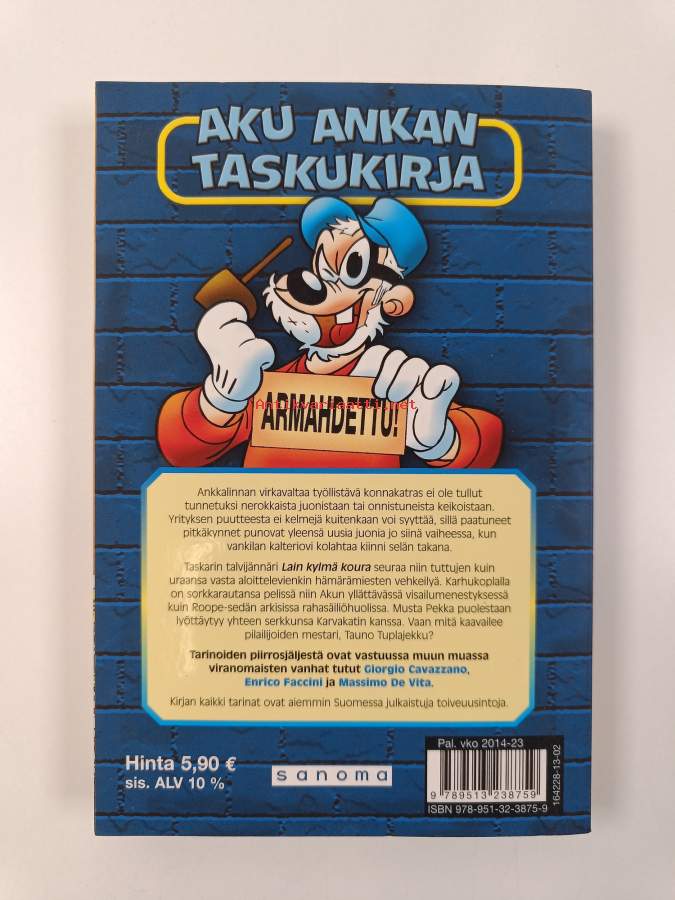 AKU ANKAN
TASKUKIRJA
ARMAHDETTU!
Antikvariaatti.net
Ankkalinnan virkavaltaa työllistävä konnakatras ei ole tullut
tunnetuksi nerokkaista juonistaan tai onnistuneista keikoistaan.
Yrityksen puutteesta ei kelmejä kuitenkaan voi syyttää, sillä paatuneet
pitkäkynnet punovat yleensä uusia juonia jo siinä vaiheessa, kun
vankilan kalteriovi kolahtaa kiinni selän takana.
Taskarin talvijännäri Lain kylmä koura seuraa niin tuttujen kuin
uraansa vasta aloittelevienkin hämärämiesten vehkeilyä. Karhukoplalla
on sorkkarautansa pelissä niin Akun yllättävässä visailumenestyksessä
kuin Roope-sedän arkisissa rahasäiliöhuolissa. Musta Pekka puolestaan
lyöttäytyy yhteen serkkunsa Karvakatin kanssa. Vaan mitä kaavailee
pilailijoiden mestari, Tauno Tuplajekku?
Tarinoiden piirrosjäljestä ovat vastuussa muun muassa
viranomaisten vanhat tutut Giorgio Cavazzano,
Enrico Faccini ja Massimo De Vita.
Kirjan kaikki tarinat ovat aiemmin Suomessa julkaistuja toiveuusintoja.
Hinta 5,90 €
sis. ALV 10 %
sanoma
Pal. vko 2014-23
9 789513 238759
ISBN 978-951-32-3875-9
164228-13-02